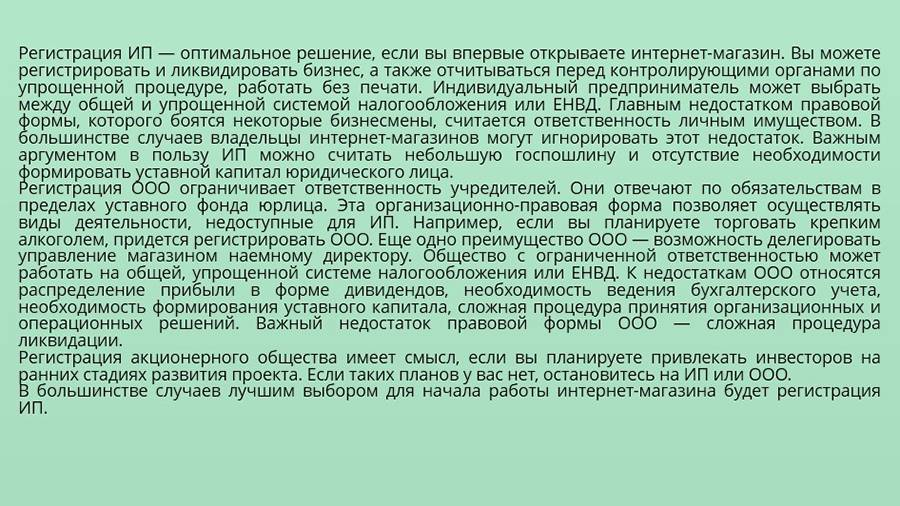 Регистрация ИП — оптимальное решение, если вы впервые открываете интернет-магазин. Вы можете
регистрировать и ликвидировать бизнес, а также отчитываться перед контролирующими органами по
упрощенной процедуре, работать без печати. Индивидуальный предприниматель может выбрать
между общей и упрощенной системой налогообложения или ЕНВД. Главным недостатком правовой
формы, которого боятся некоторые бизнесмены, считается ответственность личным имуществом. В
большинстве случаев владельцы интернет-магазинов могут игнорировать этот недостаток. Важным
аргументом в пользу ИП можно считать небольшую госпошлину и отсутствие необходимости
формировать уставной капитал юридического лица.
Регистрация ООО ограничивает ответственность учредителей. Они отвечают по обязательствам в
пределах уставного фонда юрлица. Эта организационно-правовая форма позволяет осуществлять
виды деятельности, недоступные для ИП. Например, если вы планируете торговать крепким
алкоголем, придется регистрировать ООО. Еще одно преимущество ООО — возможность делегировать
управление магазином наемному директору. Общество с ограниченной ответственностью может
работать на общей, упрощенной системе налогообложения или ЕНВД. К недостаткам ООО относятся
распределение прибыли в форме дивидендов, необходимость ведения бухгалтерского учета,
необходимость формирования уставного капитала, сложная процедура принятия организационных и
операционных решений. Важный недостаток правовой формы ООО — сложная процедура
ликвидации.
Регистрация акционерного общества имеет смысл, если вы планируете привлекать инвесторов на
ранних стадиях развития проекта. Если таких планов у вас нет, остановитесь на ИП или ООО.
В большинстве случаев лучшим выбором для начала работы интернет-магазина будет регистрация
ИП.